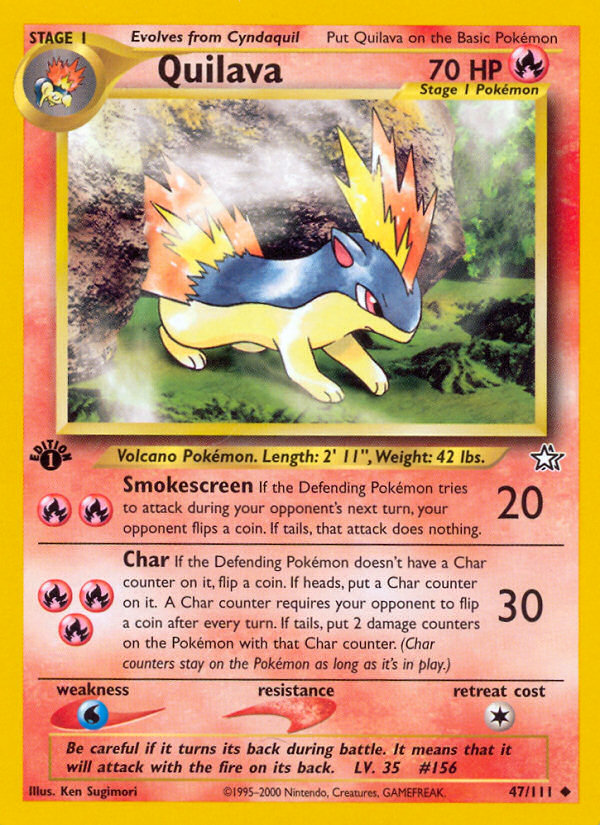 STAGE 1 Evolves from Cyndaquil Put Quilava on the Basic Pokémon
Quilava 70 HP
Stage 1 Pokémon
EDITION
1
Volcano Pokémon. Length: 2' 11", Weight: 42 lbs.
Smokescreen If the Defending Pokémon tries
to attack during your opponent's next turn, your
opponent flips a coin. If tails, that attack does nothing.
20
Char If the Defending Pokémon doesn't have a Char
counter on it, flip a coin. If heads, put a Char counter
on it. A Char counter requires your opponent to flip
a coin after every turn. If tails, put 2 damage counters
on the Pokémon with that Char counter. (Char
counters stay on the Pokémon as long as it's in play.)
30
weakness resistance retreat cost
Be careful if it turns its back during battle. It means that it
will attack with the fire on its back. LV. 35 #156
Illus. Ken Sugimori ©1995–2000 Nintendo, Creatures, GAMEFREAK. 47/111